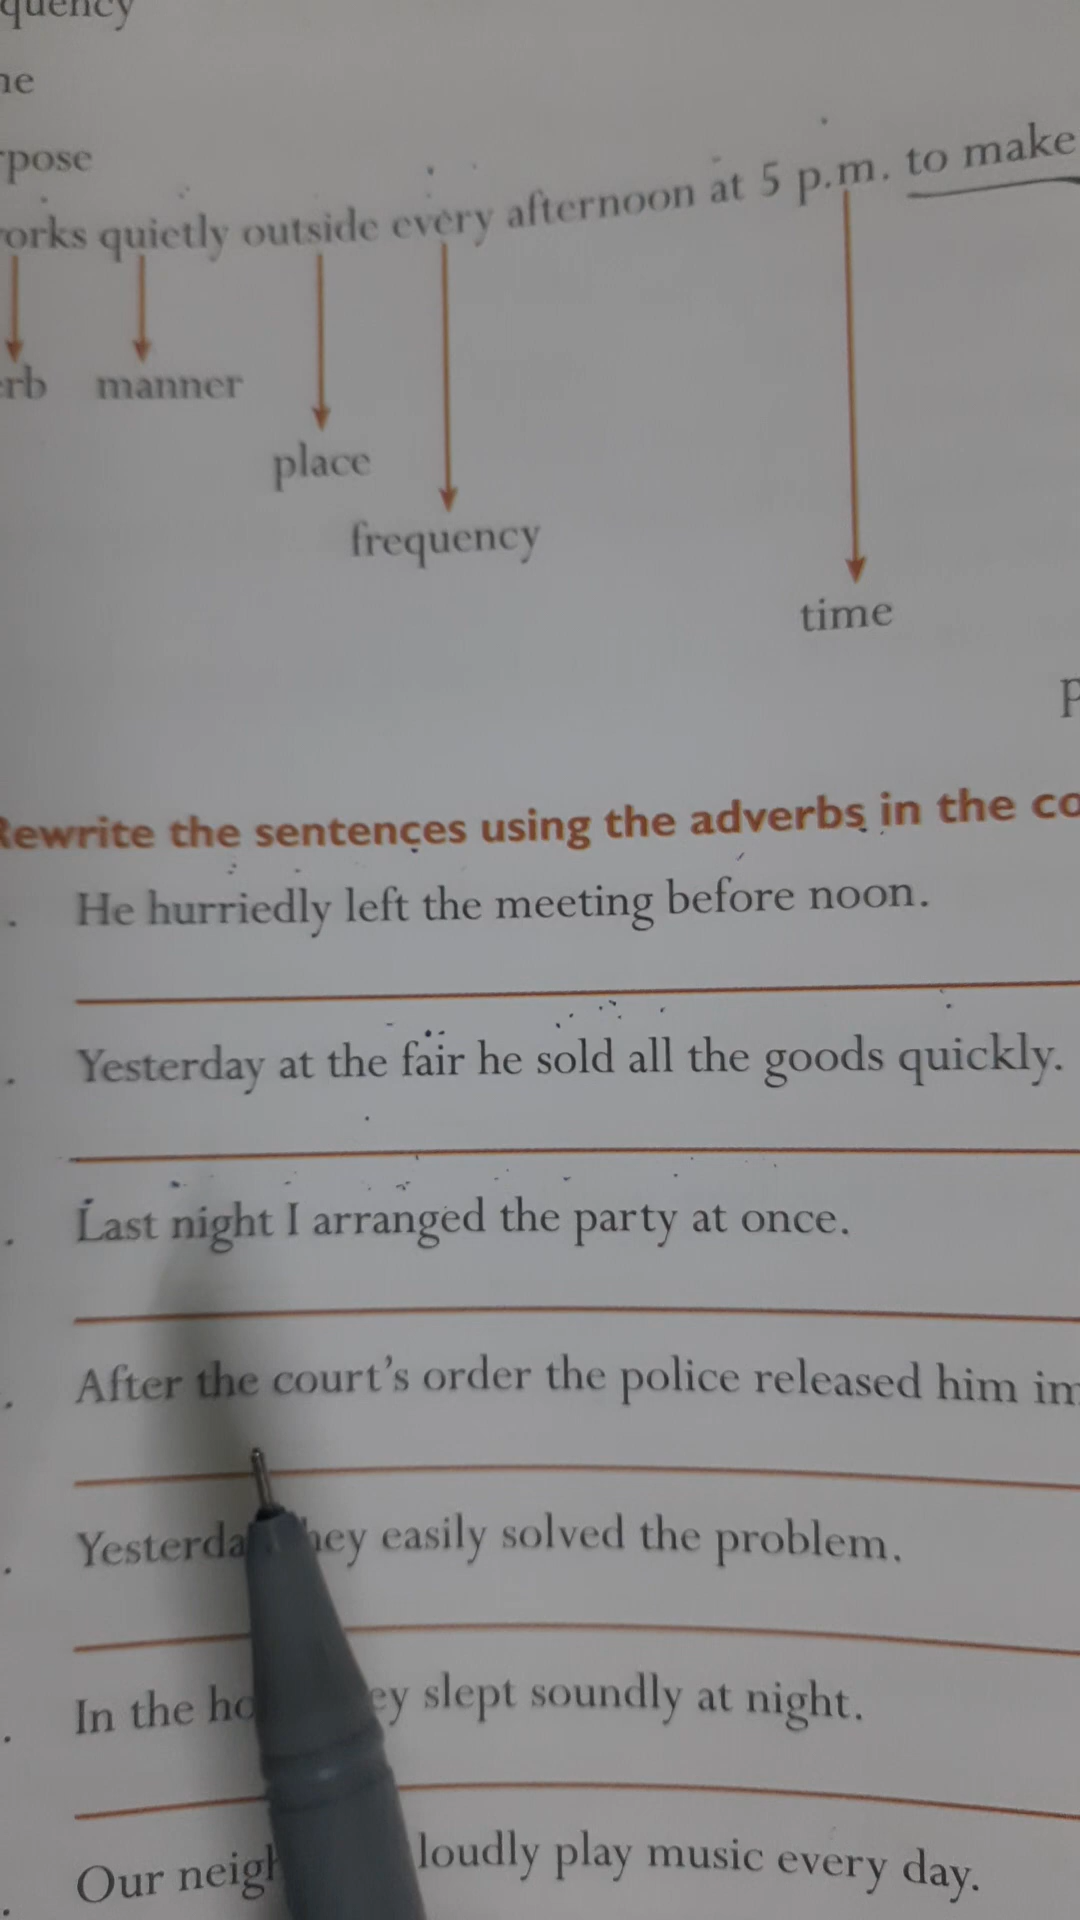 quency
pose
orks quietly outside every afternoon at 5 p.m. to make
rb manner
place
frequency
time
Rewrite the sentences using the adverbs in the co
He hurriedly left the meeting before noon.
Yesterday at the fair he sold all the goods quickly.
Last night I arranged the party at once.
After the court's order the police released him im
Yesterda hey easily solved the problem.
In the ho ey slept soundly at night.
Our neigh loudly play music every day.